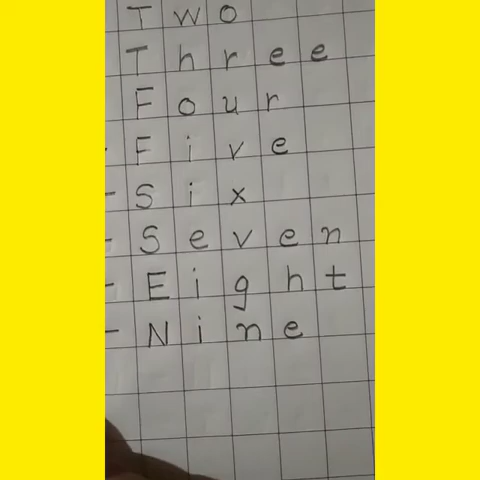 Two
Three
Four
- Five
- Six
- Seven
- Eight
- Nine